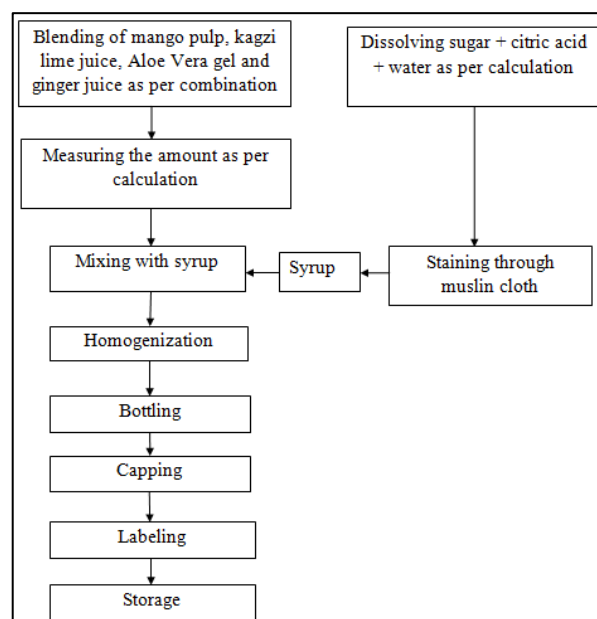 Blending of mango pulp, kagzi
lime juice, Aloe Vera gel and
ginger juice as per combination
Dissolving sugar + citric acid
+ water as per calculation
Measuring the amount as per
calculation
Mixing with syrup
Syrup
Staining through
muslin cloth
Homogenization
Bottling
Capping
Labeling
Storage